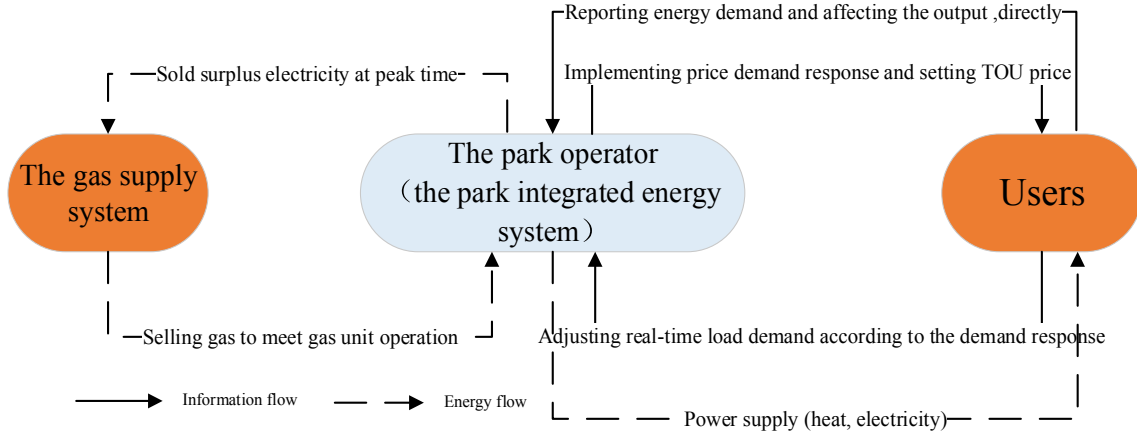 Reporting energy demand and affecting the output ,directly
Sold surplus electricity at peak time
Implementing price demand response and setting TOU price
The gas supply
system
The park operator
（the park integrated energy
system）
Users
Selling gas to meet gas unit operation
Adjusting real-time load demand according to the demand response
Information flow
Energy flow
Power supply (heat, electricity)